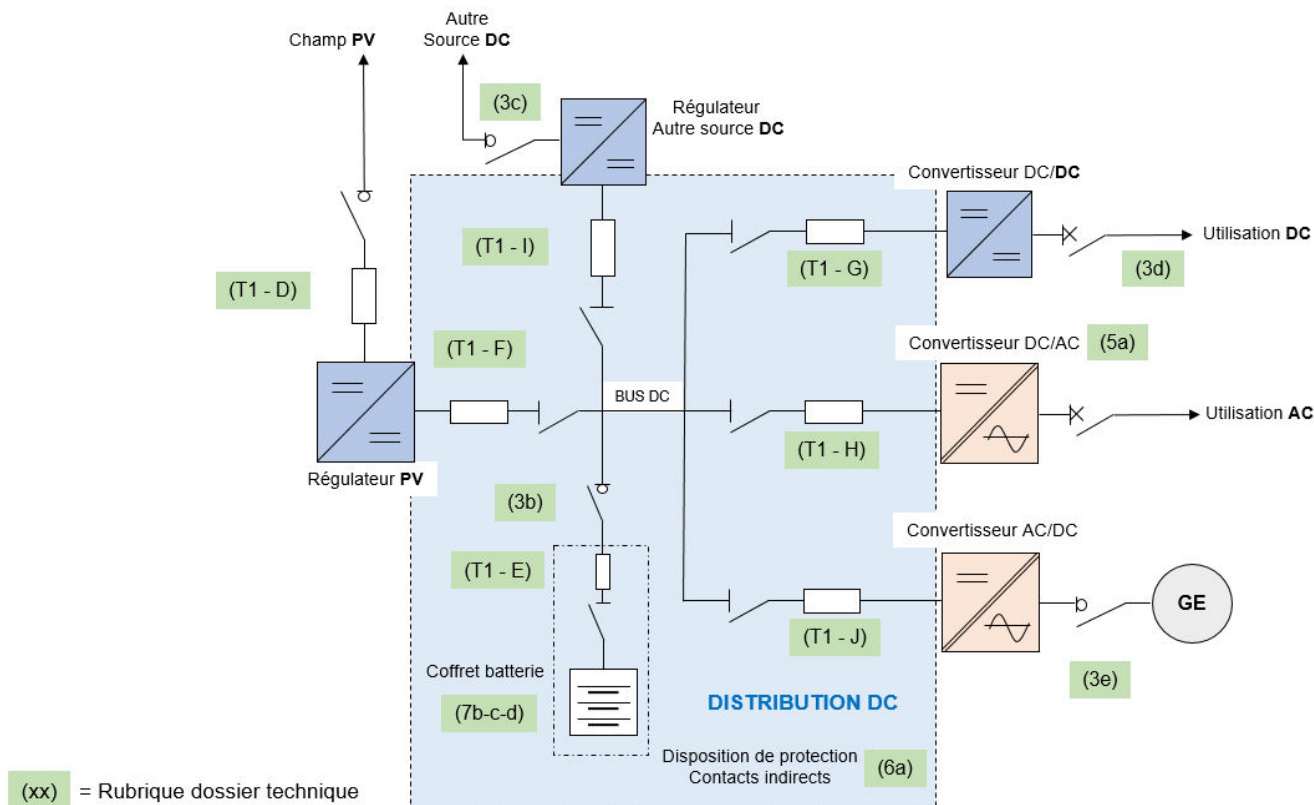 Autre
Source DC
Champ PV
(3c)
Régulateur
Autre source DC
Convertisseur DC/DC
(T1 - I)
(T1 - G)
Utilisation DC
(3d)
(T1 - D)
(T1 - F)
Convertisseur DC/AC
(5a)
BUS DC
Utilisation AC
(T1 - H)
Régulateur PV
(3b)
Convertisseur AC/DC
(T1 - E)
GE
(T1 - J)
Coffret batterie
(3e)
(7b-c-d)
DISTRIBUTION DC
Disposition de protection
Contacts indirects
(6a)
(xx) = Rubrique dossier technique